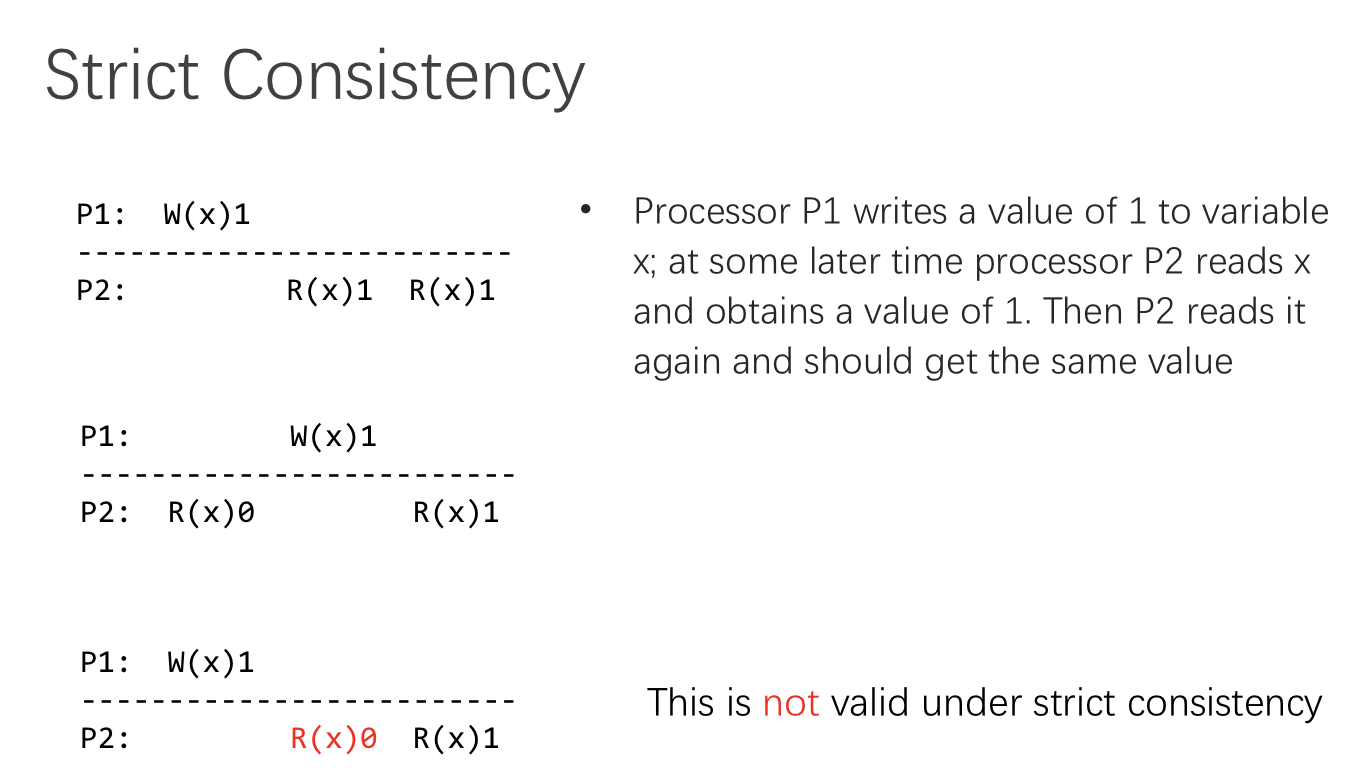 Strict Consistency
P1:  W(x)1
-------------------------
P2:         R(x)1  R(x)1
• Processor P1 writes a value of 1 to variable
x; at some later time processor P2 reads x
and obtains a value of 1. Then P2 reads it
again and should get the same value
P1:         W(x)1
-------------------------
P2:  R(x)0         R(x)1
P1:  W(x)1
-------------------------
P2:         R(x)0  R(x)1
This is not valid under strict consistency